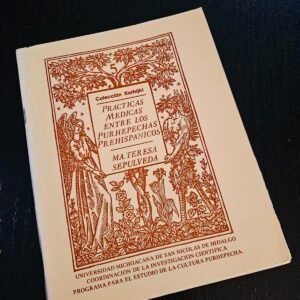 Colección Kurhijki
PRACTICAS
MEDICAS
ENTRE LOS
PURHEPECHAS
PREHISPANICOS
MA. TERESA
SEPULVEDA
UNIVERSIDAD MICHOACANA DE SAN NICOLAS DE HIDALGO
COORDINACION DE LA INVESTIGACION CIENTIFICA
PROGRAMA PARA EL ESTUDIO DE LA CULTURA PURHEPECHA.